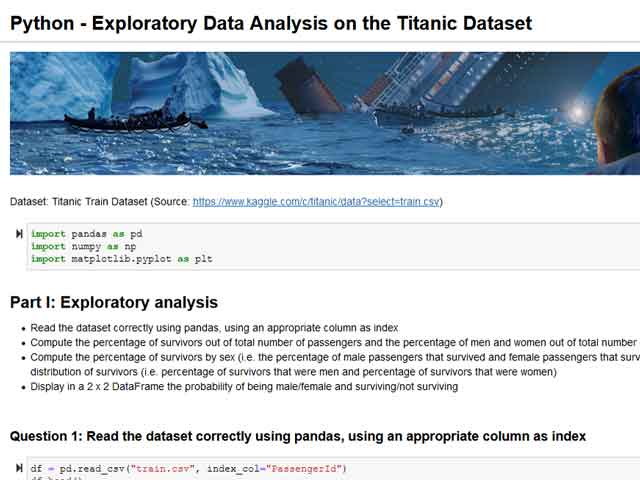 Python - Exploratory Data Analysis on the Titanic Dataset
Dataset: Titanic Train Dataset (Source: https://www.kaggle.com/c/titanic/data?select=train.csv)
import pandas as pd
import numpy as np
import matplotlib.pyplot as plt
Part I: Exploratory analysis
• Read the dataset correctly using pandas, using an appropriate column as index
• Compute the percentage of survivors out of total number of passengers and the percentage of men and women out of total number
• Compute the percentage of survivors by sex (i.e. the percentage of male passengers that survived and female passengers that surv
distribution of survivors (i.e. percentage of survivors that were men and percentage of survivors that were women)
• Display in a 2 x 2 DataFrame the probability of being male/female and surviving/not surviving
Question 1: Read the dataset correctly using pandas, using an appropriate column as index
df = pd.read_csv("train.csv", index_col="PassengerId")
df.head()